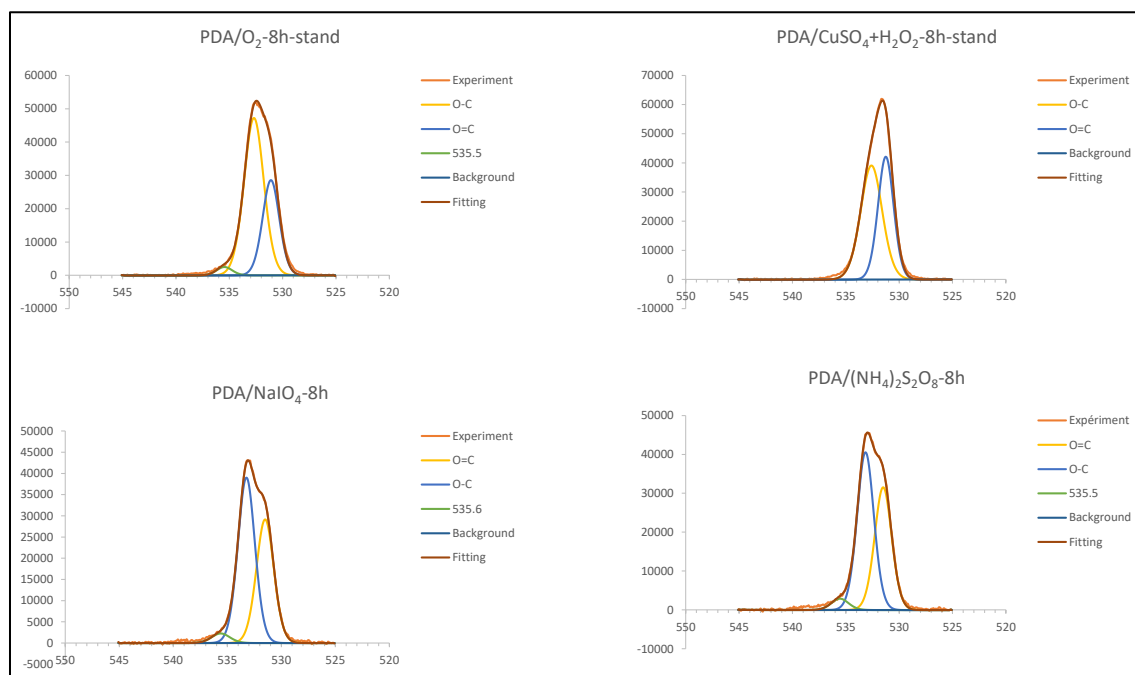 PDA/O₂-8h-stand
60000
50000
40000
30000
20000
10000
0
-10000
550 545 540 535 530 525 520
Experiment
O-C
O=C
535.5
Background
Fitting
PDA/CuSO₄+H₂O₂-8h-stand
70000
60000
50000
40000
30000
20000
10000
0
-10000
550 545 540 535 530 525 520
Experiment
O-C
O=C
Background
Fitting
PDA/NaIO₄-8h
50000
45000
40000
35000
30000
25000
20000
15000
10000
5000
0
-5000
550 545 540 535 530 525 520
Experiment
O=C
O-C
535.6
Background
Fitting
PDA/(NH₄)₂S₂O₈-8h
50000
40000
30000
20000
10000
0
-10000
550 545 540 535 530 525 520
Expériment
O-C
O=C
535.5
Background
Fitting